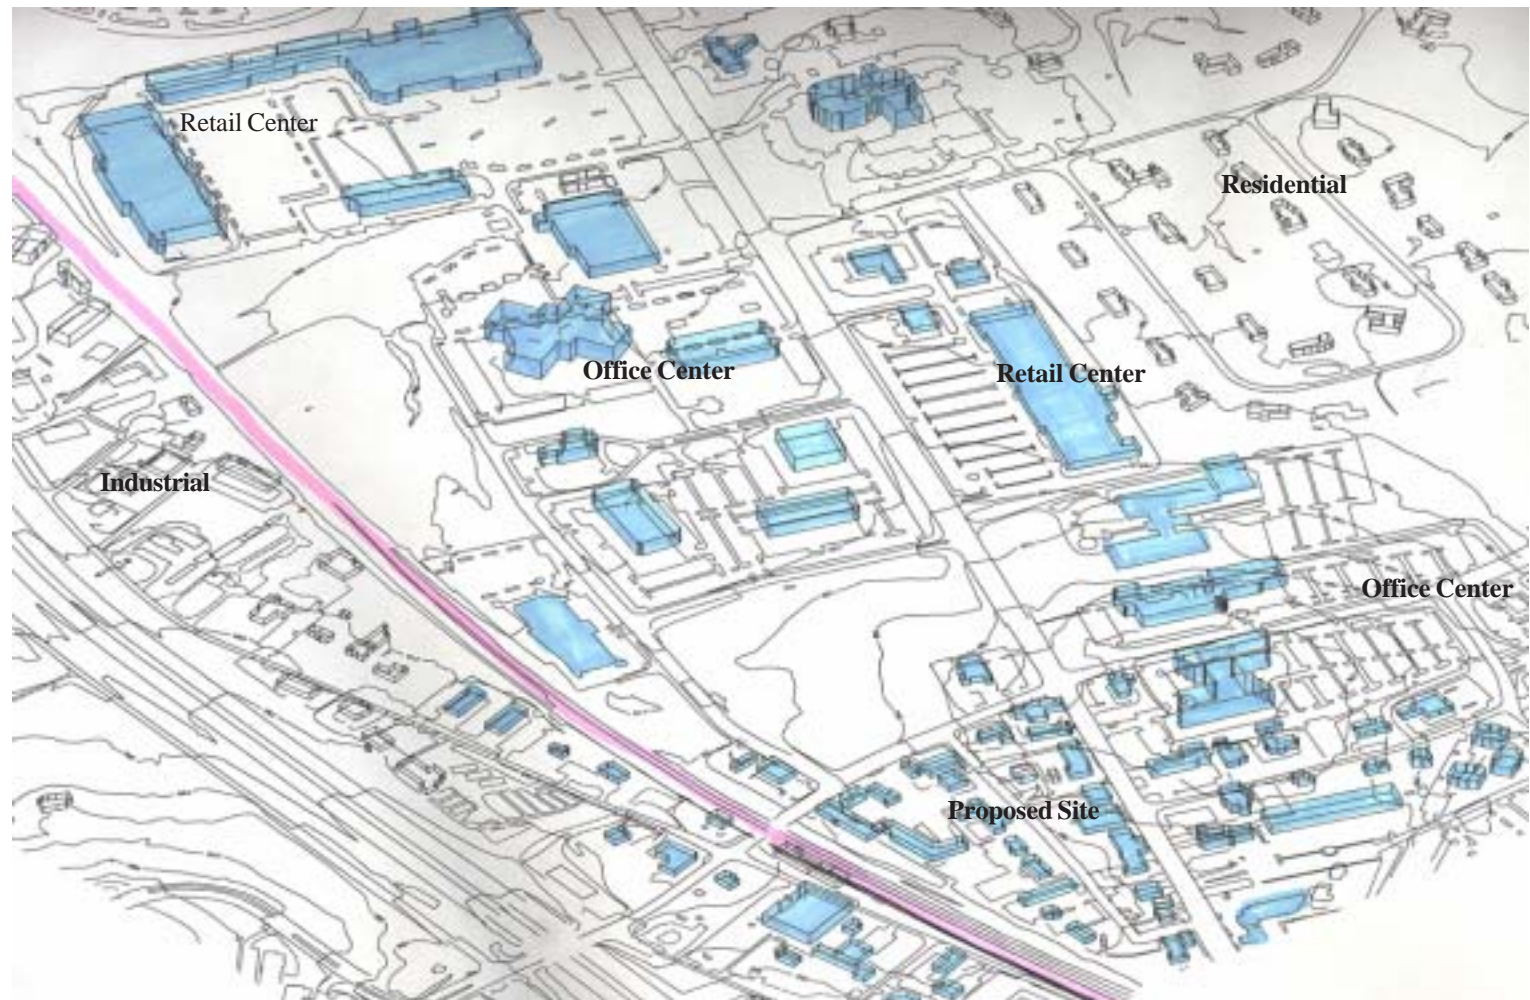 Retail Center
Residential
Office Center
Retail Center
Industrial
Office Center
Proposed Site